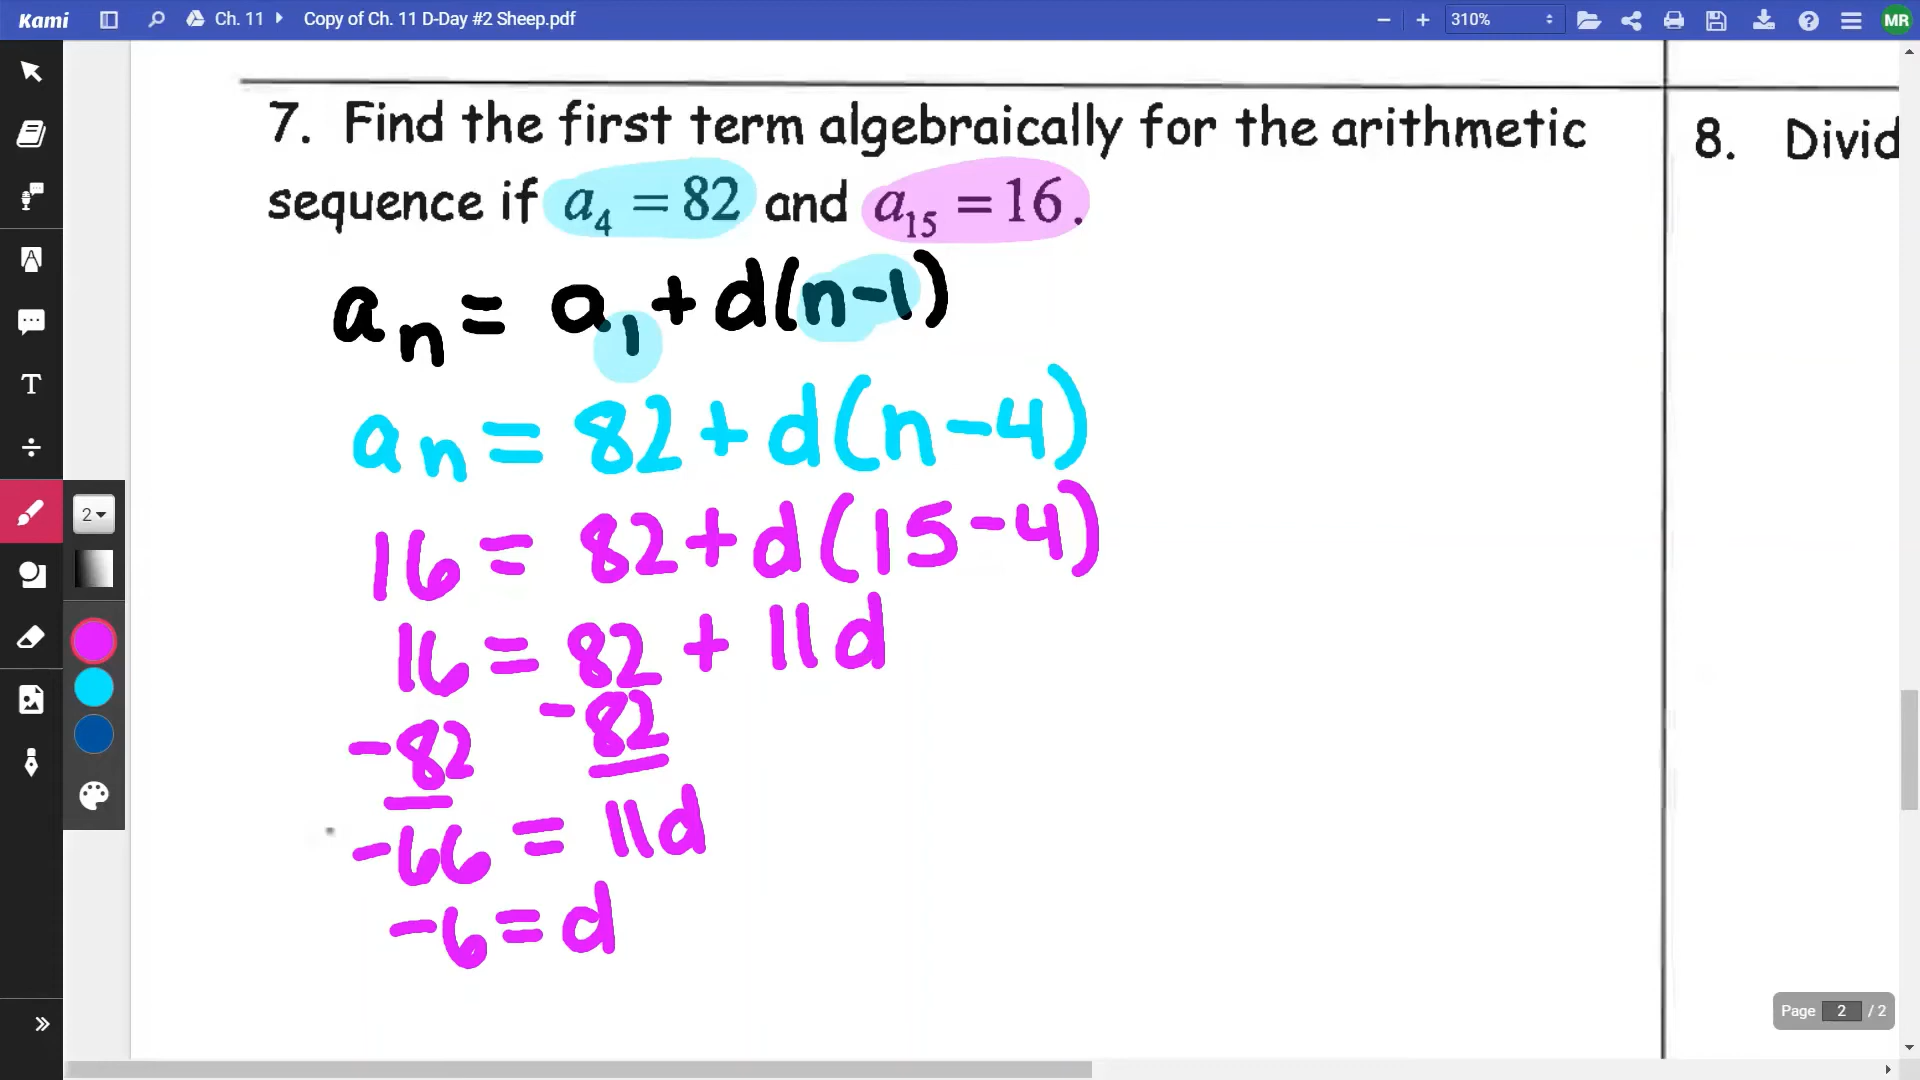 Kami
Ch. 11
Copy of Ch. 11 D-Day #2 Sheep.pdf
310%
MR
7. Find the first term algebraically for the arithmetic
sequence if a₄ = 82 and a₁₅ = 16.
8. Divid
aₙ = a₁ + d(n-1)
aₙ = 82 + d(n-4)
16 = 82 + d(15-4)
16 = 82 + 11d
-82 -82
-66 = 11d
-6 = d
2
Page 2 / 2